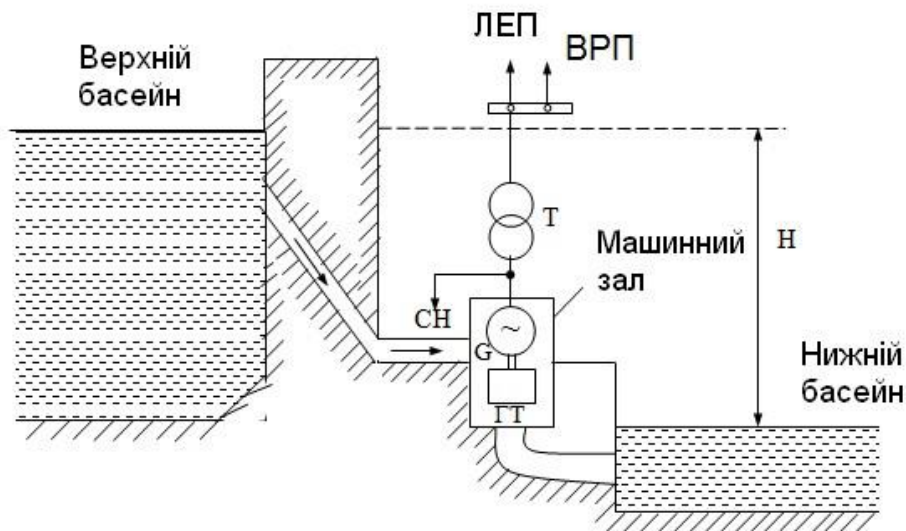 ЛЕП
ВРП
Верхній
басейн
Т
Н
Машинний
зал
СН
~
G
ГТ
Нижній
басейн